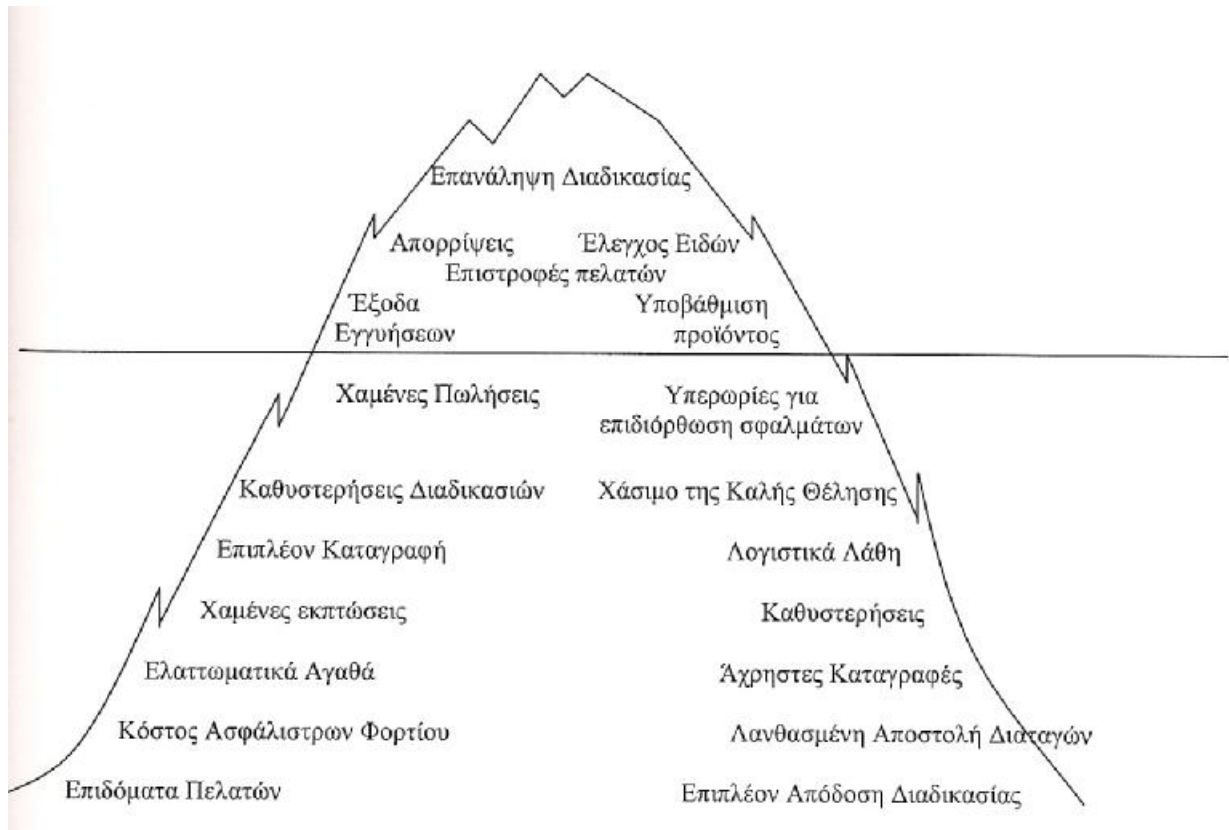 Επανάληψη Διαδικασίας
Απορρίψεις Έλεγχος Ειδών
Επιστροφές πελατών
Έξοδα Υποβάθμιση
Εγγυήσεων προϊόντος
Χαμένες Πωλήσεις Υπερωρίες για
επιδιόρθωση σφαλμάτων
Καθυστερήσεις Διαδικασιών Χάσιμο της Καλής Θέλησης
Επιπλέον Καταγραφή Λογιστικά Λάθη
Χαμένες εκπτώσεις Καθυστερήσεις
Ελαττωματικά Αγαθά Άχρηστες Καταγραφές
Κόστος Ασφάλιστρων Φορτίου Λανθασμένη Αποστολή Διαταγών
Επιδόματα Πελατών Επιπλέον Απόδοση Διαδικασίας